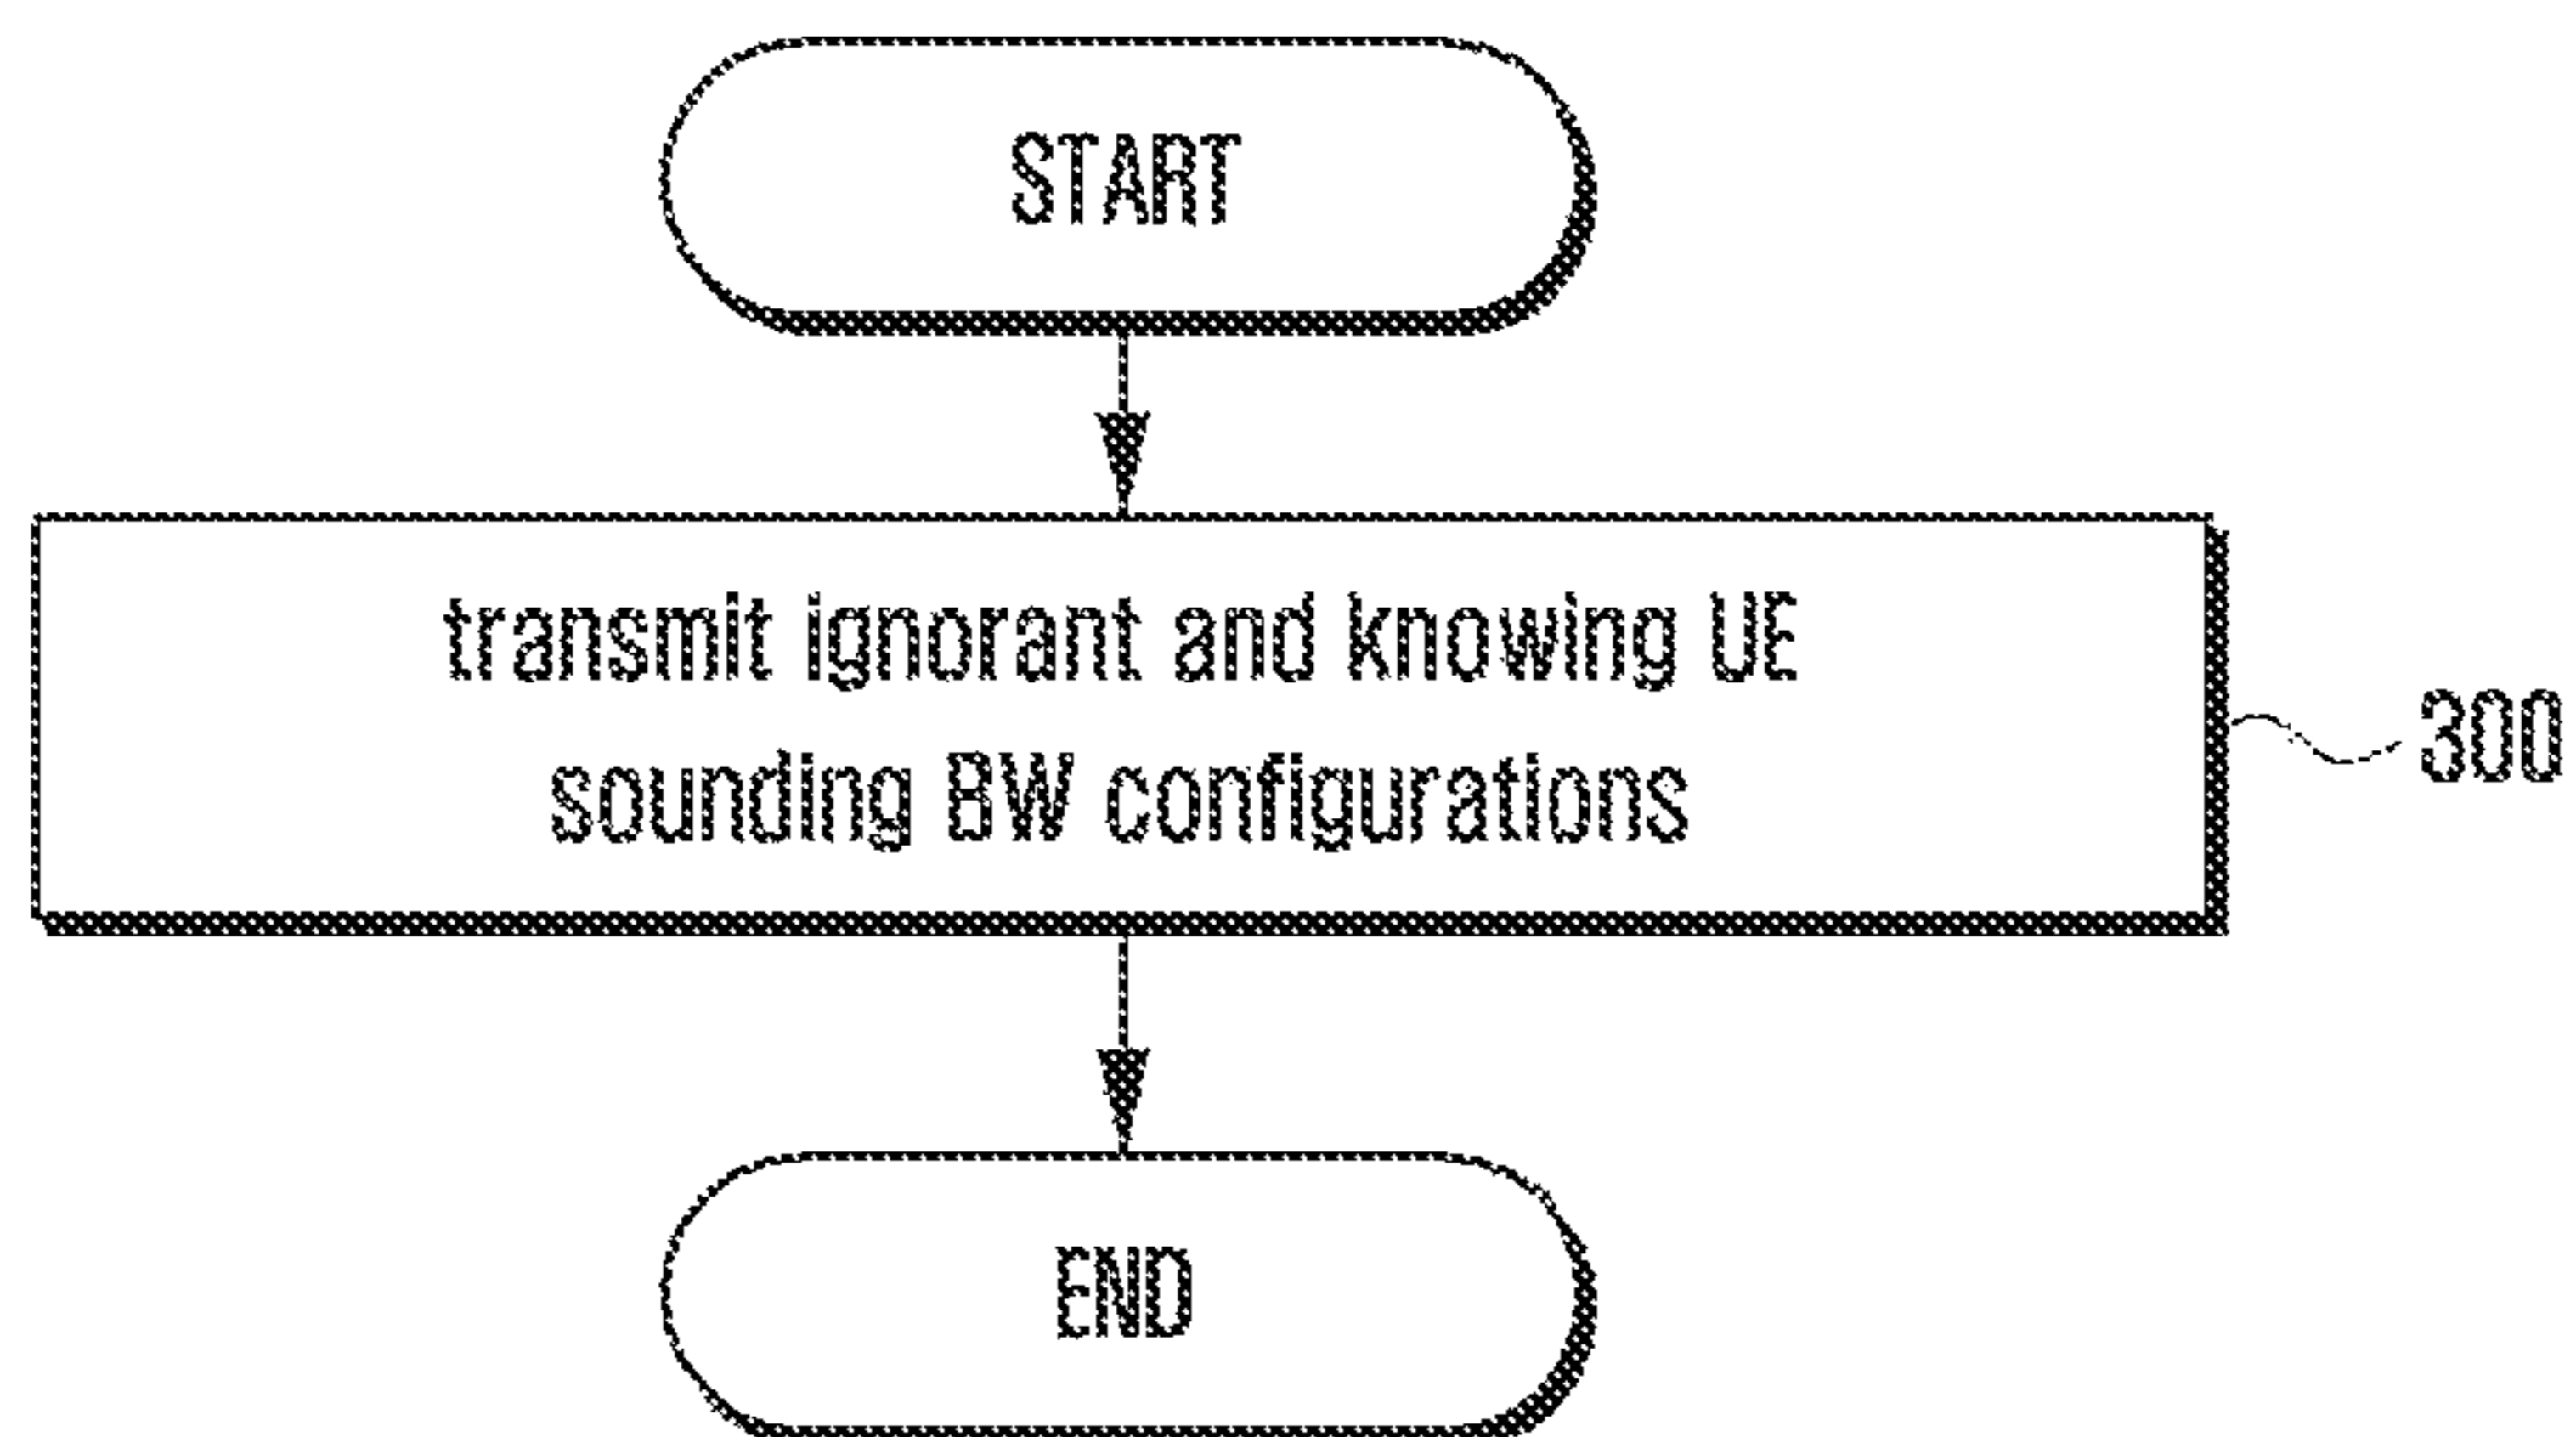 START
transmit ignorant and knowing UE
sounding BW configurations
300
END